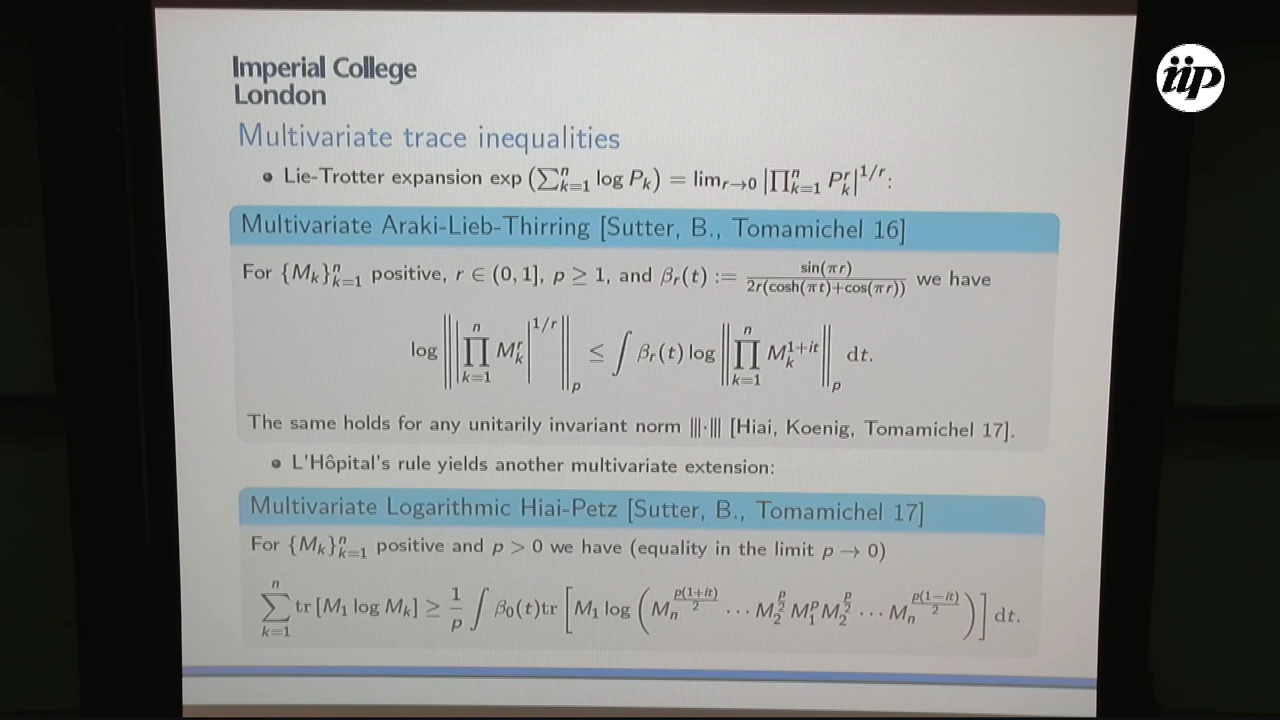 iip
Imperial College
London
Multivariate trace inequalities
• Lie-Trotter expansion exp (∑_{k=1}^{n} log P_k) = lim_{r→0} |∏_{k=1}^{n} P_k^r|^{1/r}:
Multivariate Araki-Lieb-Thirring [Sutter, B., Tomamichel 16]
For {M_k}_{k=1}^{n} positive, r ∈ (0, 1], p ≥ 1, and β_r(t) := sin(πr) / 2r(cosh(πt)+cos(πr)) we have
log ‖ |∏_{k=1}^{n} M_k^r|^{1/r} ‖_p ≤ ∫ β_r(t) log ‖ ∏_{k=1}^{n} M_k^{1+it} ‖_p dt.
The same holds for any unitarily invariant norm |||·||| [Hiai, Koenig, Tomamichel 17].
• L'Hôpital's rule yields another multivariate extension:
Multivariate Logarithmic Hiai-Petz [Sutter, B., Tomamichel 17]
For {M_k}_{k=1}^{n} positive and p > 0 we have (equality in the limit p → 0)
∑_{k=1}^{n} tr [M_1 log M_k] ≥ 1/p ∫ β_0(t)tr [M_1 log (M_n^{p(1+it)/2} ⋯ M_2^{p/2} M_1^p M_2^{p/2} ⋯ M_n^{p(1−it)/2})] dt.